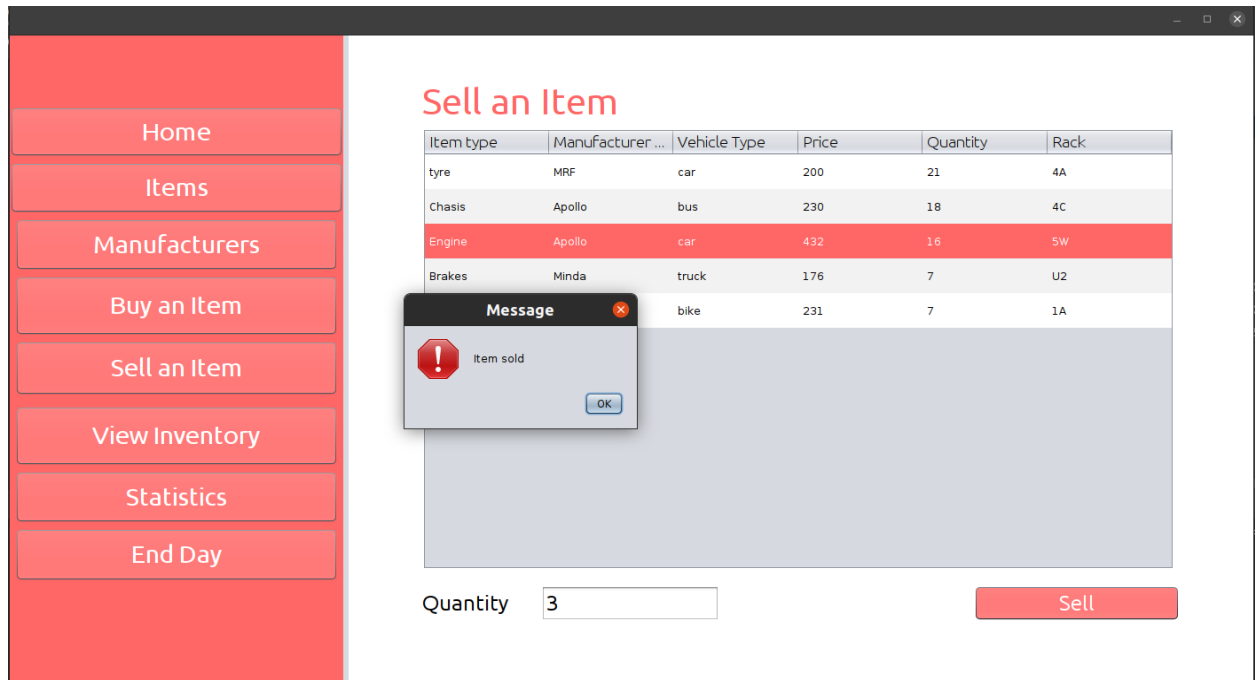 Home
Items
Manufacturers
Buy an Item
Sell an Item
View Inventory
Statistics
End Day
Sell an Item
Item type Manufacturer ... Vehicle Type Price Quantity Rack
tyre MRF car 200 21 4A
Chasis Apollo bus 230 18 4C
Engine Apollo car 432 16 5W
Brakes Minda truck 176 7 U2
bike 231 7 1A
Message
Item sold
OK
Quantity 3
Sell